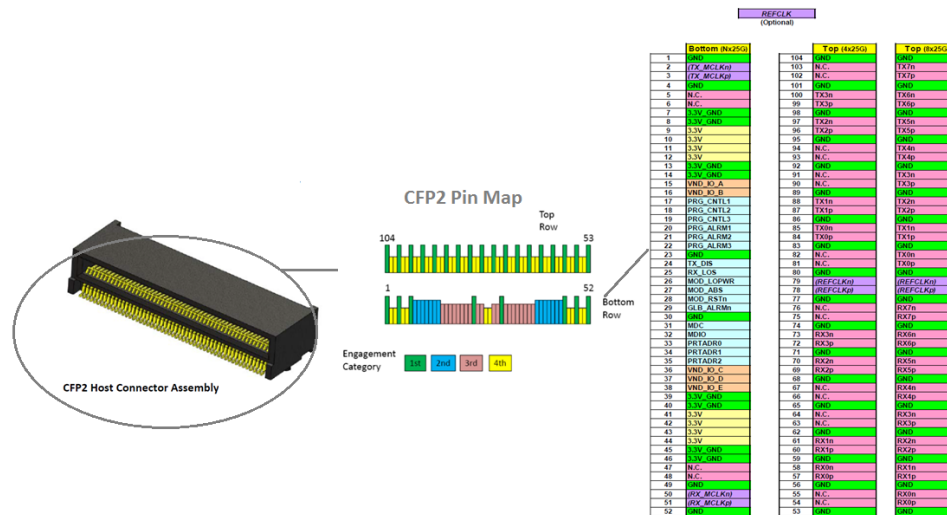 REFCLK
(Optional)
Bottom (Nx25G) Top (4x25G) Top (8x25G
1 GND 104 GND GND
2 (TX_MCLKn) 103 N.C. TX7n
3 (TX_MCLKp) 102 N.C. TX7p
4 GND 101 GND GND
5 N.C. 100 TX3n TX6n
6 N.C. 99 TX3p TX6p
7 3.3V_GND 98 GND GND
8 3.3V_GND 97 TX2n TX5n
9 3.3V 96 TX2p TX5p
10 3.3V 95 GND GND
11 3.3V 94 N.C. TX4n
12 3.3V 93 N.C. TX4p
13 3.3V_GND 92 GND GND
14 3.3V_GND 91 N.C. TX3n
15 VND_IO_A 90 N.C. TX3p
16 VND_IO_B 89 GND GND
17 PRG_CNTL1 88 TX1n TX2n
18 PRG_CNTL2 87 TX1p TX2p
19 PRG_CNTL3 86 GND GND
20 PRG_ALRM1 85 TX0n TX1n
21 PRG_ALRM2 84 TX0p TX1p
22 PRG_ALRM3 83 GND GND
23 GND 82 N.C. TX0n
24 TX_DIS 81 N.C. TX0p
25 RX_LOS 80 GND GND
26 MOD_LOPWR 79 (REFCLKn) (REFCLKn)
27 MOD_ABS 78 (REFCLKp) (REFCLKp)
28 MOD_RSTn 77 GND GND
29 GLB_ALRMn 76 N.C. RX7n
30 GND 75 N.C. RX7p
31 MDC 74 GND GND
32 MDIO 73 RX3n RX6n
33 PRTADR0 72 RX3p RX6p
34 PRTADR1 71 GND GND
35 PRTADR2 70 RX2n RX5n
36 VND_IO_C 69 RX2p RX5p
37 VND_IO_D 68 GND GND
38 VND_IO_E 67 N.C. RX4n
39 3.3V_GND 66 N.C. RX4p
40 3.3V_GND 65 GND GND
41 3.3V 64 N.C. RX3n
42 3.3V 63 N.C. RX3p
43 3.3V 62 GND GND
44 3.3V 61 RX1n RX2n
45 3.3V_GND 60 RX1p RX2p
46 3.3V_GND 59 GND GND
47 N.C. 58 RX0n RX1n
48 N.C. 57 RX0p RX1p
49 GND 56 GND GND
50 (RX_MCLKn) 55 N.C. RX0n
51 (RX_MCLKp) 54 N.C. RX0p
52 GND 53 GND GND
CFP2 Pin Map
Top
Row
104 53
1 52
Bottom
Row
Engagement
Category
1st 2nd 3rd 4th
CFP2 Host Connector Assembly